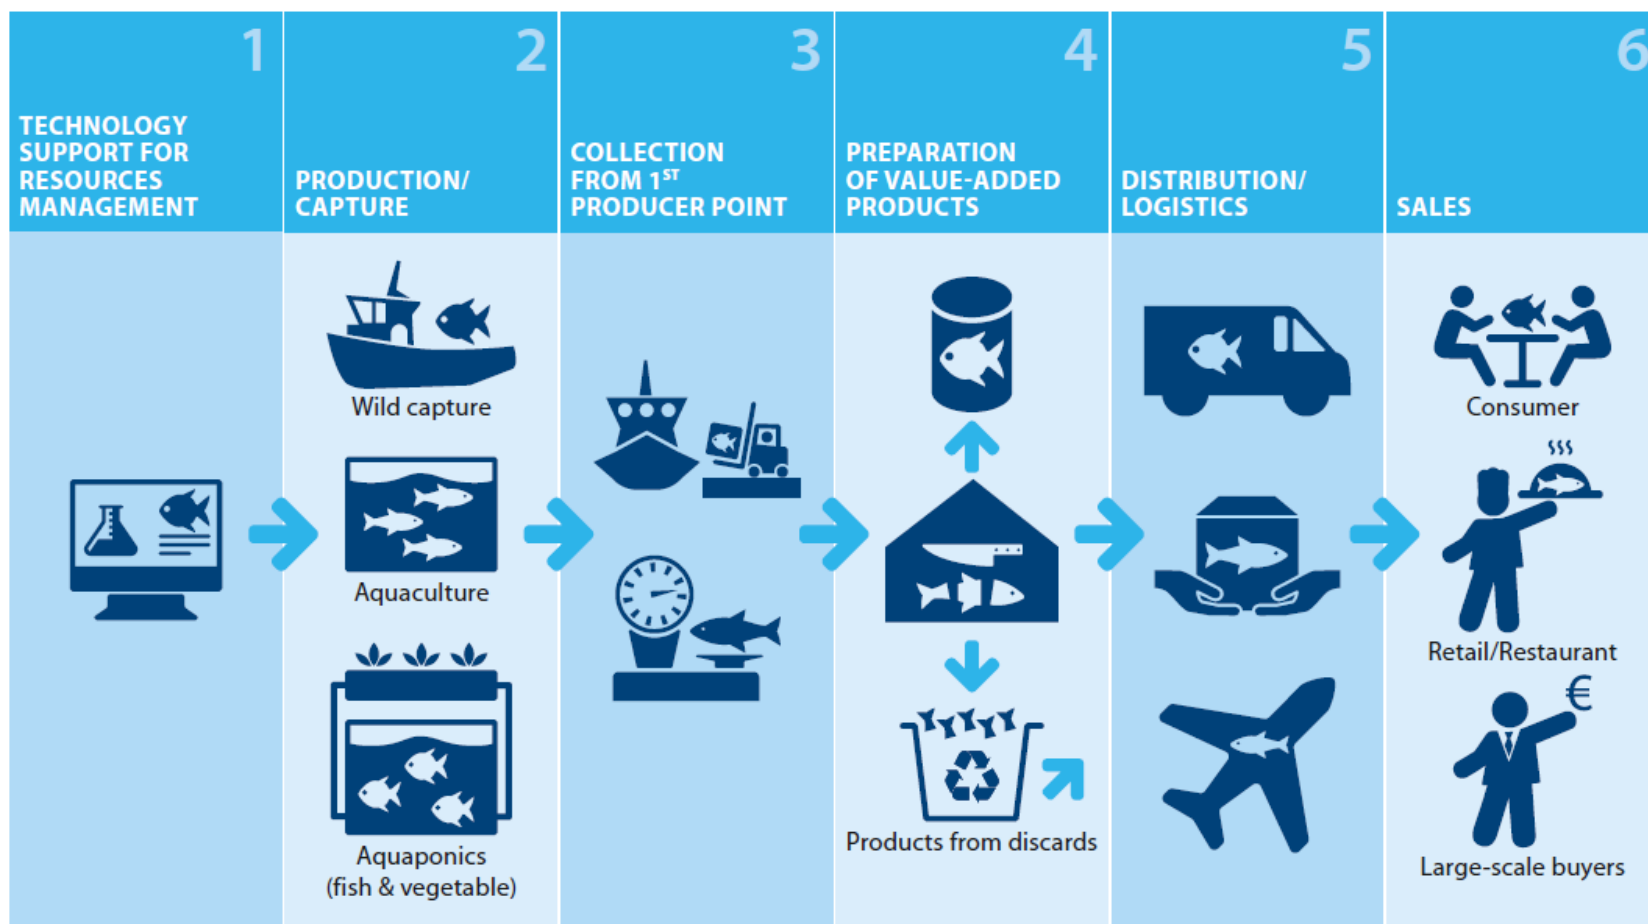 1
TECHNOLOGY
SUPPORT FOR
RESOURCES
MANAGEMENT
2
PRODUCTION/
CAPTURE
Wild capture
Aquaculture
Aquaponics
(fish & vegetable)
3
COLLECTION
FROM 1ST
PRODUCER POINT
4
PREPARATION
OF VALUE-ADDED
PRODUCTS
Products from discards
5
DISTRIBUTION/
LOGISTICS
6
SALES
Consumer
Retail/Restaurant
€
Large-scale buyers